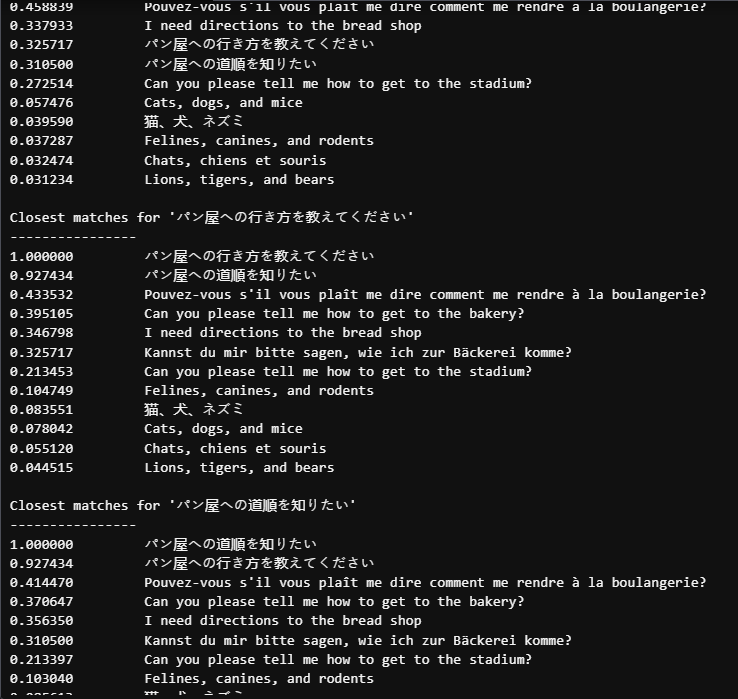 0.458839 Pouvez-vous s'il vous plaît me dire comment me rendre à la boulangerie?
0.337933 I need directions to the bread shop
0.325717 パン屋への行き方を教えてください
0.310500 パン屋への道順を知りたい
0.272514 Can you please tell me how to get to the stadium?
0.057476 Cats, dogs, and mice
0.039590 猫、犬、ネズミ
0.037287 Felines, canines, and rodents
0.032474 Chats, chiens et souris
0.031234 Lions, tigers, and bears
Closest matches for 'パン屋への行き方を教えてください'
----------------
1.000000 パン屋への行き方を教えてください
0.927434 パン屋への道順を知りたい
0.433532 Pouvez-vous s'il vous plaît me dire comment me rendre à la boulangerie?
0.395105 Can you please tell me how to get to the bakery?
0.346798 I need directions to the bread shop
0.325717 Kannst du mir bitte sagen, wie ich zur Bäckerei komme?
0.213453 Can you please tell me how to get to the stadium?
0.104749 Felines, canines, and rodents
0.083551 猫、犬、ネズミ
0.078042 Cats, dogs, and mice
0.055120 Chats, chiens et souris
0.044515 Lions, tigers, and bears
Closest matches for 'パン屋への道順を知りたい'
----------------
1.000000 パン屋への道順を知りたい
0.927434 パン屋への行き方を教えてください
0.414470 Pouvez-vous s'il vous plaît me dire comment me rendre à la boulangerie?
0.370647 Can you please tell me how to get to the bakery?
0.356350 I need directions to the bread shop
0.310500 Kannst du mir bitte sagen, wie ich zur Bäckerei komme?
0.213397 Can you please tell me how to get to the stadium?
0.103040 Felines, canines, and rodents